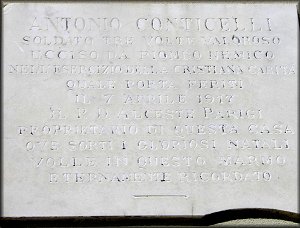 ANTONIO CONTICELLI
SOLDATO TRE VOLTE VALOROSO
UCCISO DA PIOMBO NEMICO
NELL'ESERCIZIO DELLA CRISTIANA CARITÀ
QUALE PORTA FERITI
IL 7 APRILE 1917
IL P. D. ALCESTE PARIGI
PROPRIETARIO DI QUESTA CASA
OVE SORTÌ I GLORIOSI NATALI
VOLLE IN QUESTO MARMO
ETERNAMENTE RICORDATO